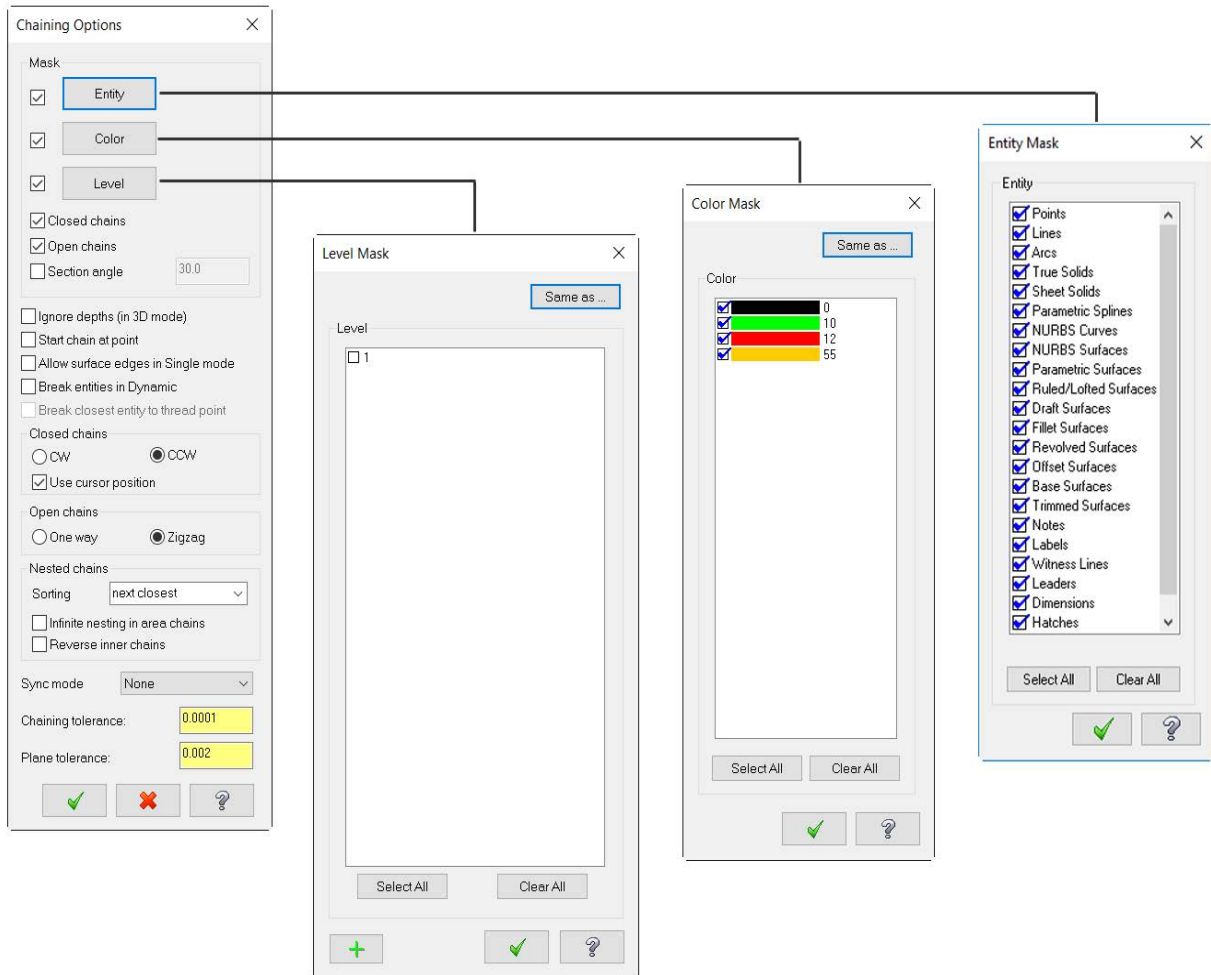 Chaining Options
Mask
Entity
Color
Level
Closed chains
Open chains
Section angle 30.0
Ignore depths (in 3D mode)
Start chain at point
Allow surface edges in Single mode
Break entities in Dynamic
Break closest entity to thread point
Closed chains
CW CCW
Use cursor position
Open chains
One way Zigzag
Nested chains
Sorting next closest
Infinite nesting in area chains
Reverse inner chains
Sync mode None
Chaining tolerance: 0.0001
Plane tolerance: 0.002
Level Mask
Same as ...
Level
1
Select All Clear All
Color Mask
Same as ...
Color
0
10
12
55
Select All Clear All
Entity Mask
Entity
Points
Lines
Arcs
True Solids
Sheet Solids
Parametric Splines
NURBS Curves
NURBS Surfaces
Parametric Surfaces
Ruled/Lofted Surfaces
Draft Surfaces
Fillet Surfaces
Revolved Surfaces
Offset Surfaces
Base Surfaces
Trimmed Surfaces
Notes
Labels
Witness Lines
Leaders
Dimensions
Hatches
Select All Clear All